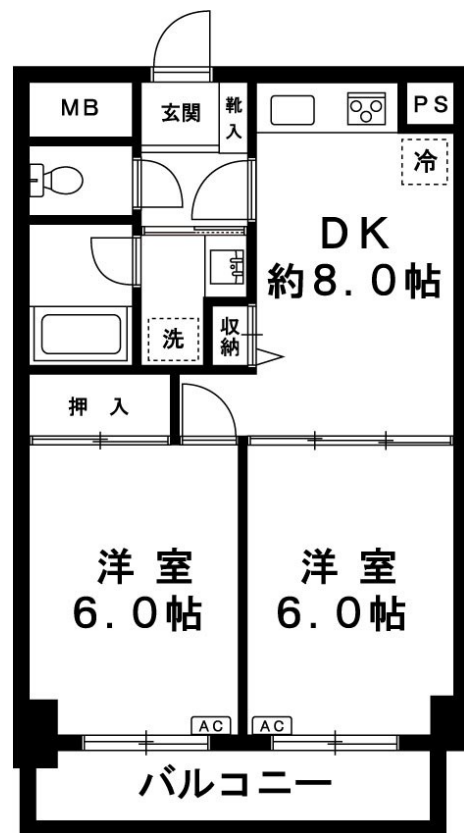 MB
玄関
靴入
PS
冷
DK
約8.0帖
洗
収納
押入
洋室
6.0帖
洋室
6.0帖
AC
AC
バルコニー